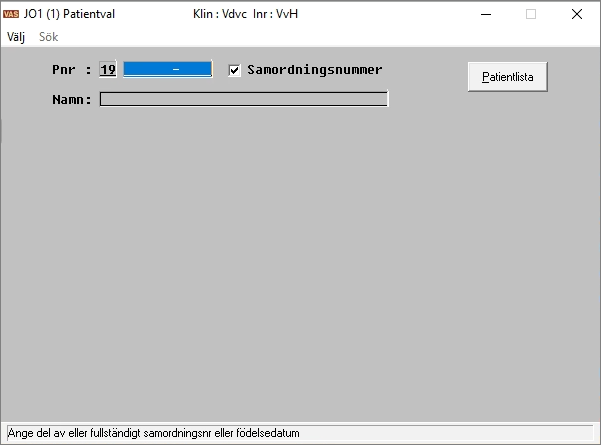 VAS JO1 (1) Patientval Klin : Vdvc Inr : VvH
Välj Sök
Pnr : 19 - Samordningsnummer Patientlista
Namn:
Ange del av eller fullständigt samordningsnr eller födelsedatum